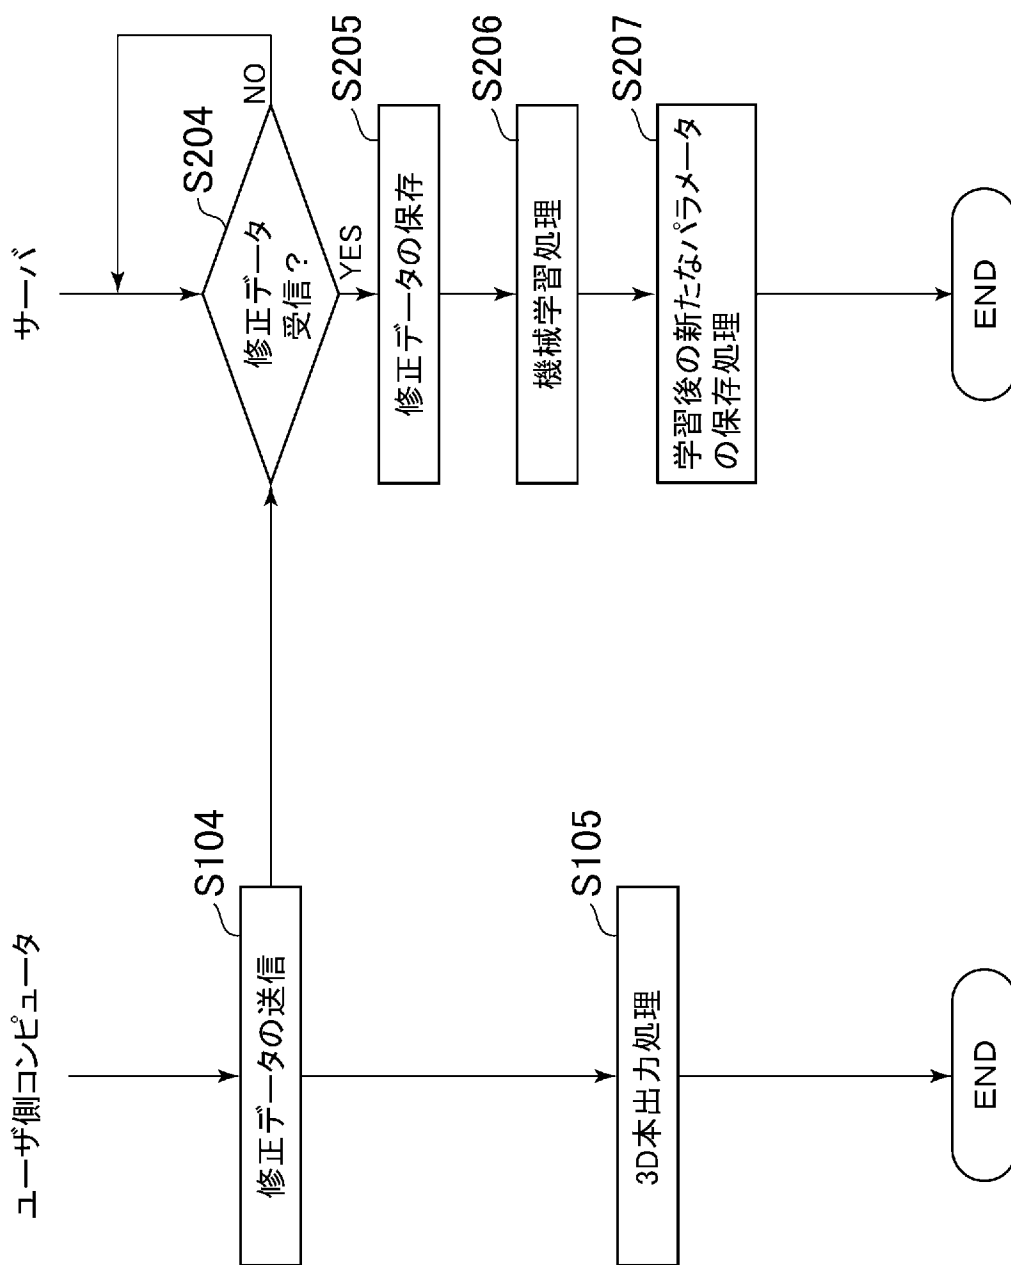 ユーザ側コンピュータ
サーバ
S104
修正データの送信
S105
3D本出力処理
END
S204
修正データ
受信?
NO
YES
S205
修正データの保存
S206
機械学習処理
S207
学習後の新たなパラメータ
の保存処理
END